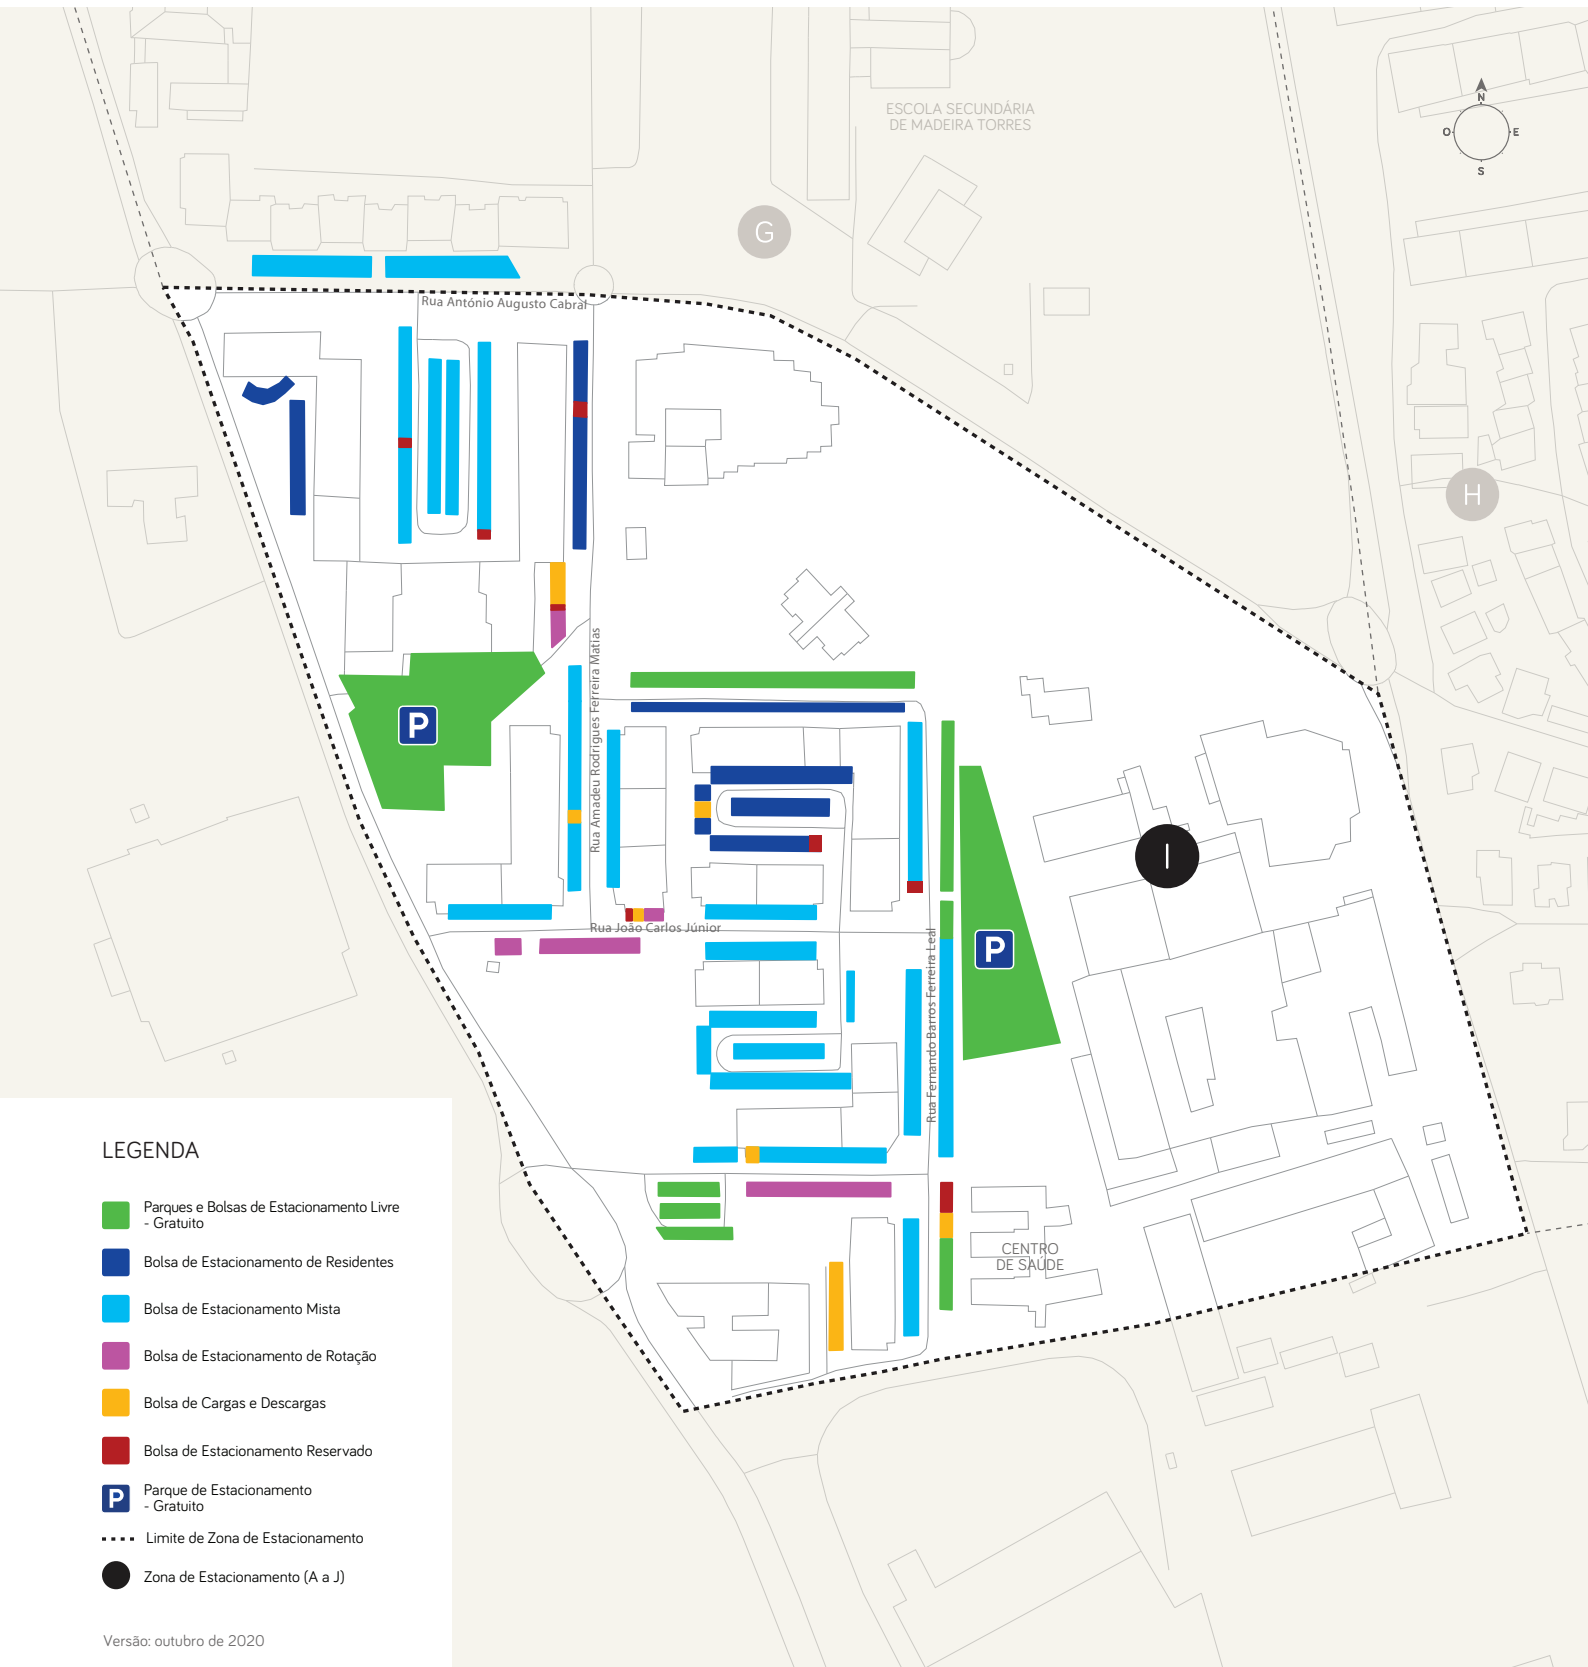 ESCOLA SECUNDÁRIA
DE MADEIRA TORRES
N
O
E
S
G
Rua António Augusto Cabral
H
Rua Amadeu Rodrigues Ferreira Matias
P
I
Rua João Carlos Júnior
Rua Fernando Barros Ferreira Leal
P
CENTRO
DE SAÚDE
LEGENDA
Parques e Bolsas de Estacionamento Livre
- Gratuito
Bolsa de Estacionamento de Residentes
Bolsa de Estacionamento Mista
Bolsa de Estacionamento de Rotação
Bolsa de Cargas e Descargas
Bolsa de Estacionamento Reservado
P
Parque de Estacionamento
- Gratuito
Limite de Zona de Estacionamento
Zona de Estacionamento (A a J)
Versão: outubro de 2020